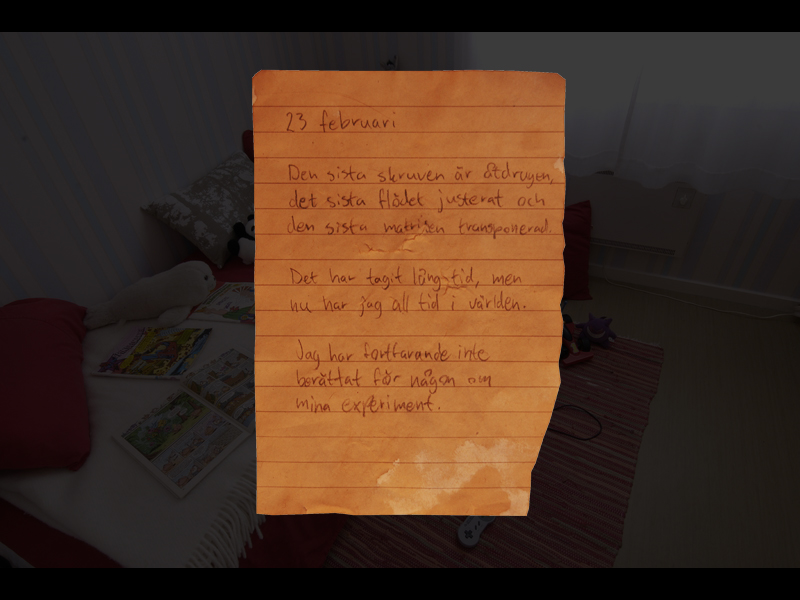 23 februari
Den sista skruven är åtdragen,
det sista flödet justerat och
den sista matrisen transponerad.
Det har tagit lång tid, men
nu har jag all tid i världen.
Jag har fortfarande inte
berättat för någon om
mina experiment.